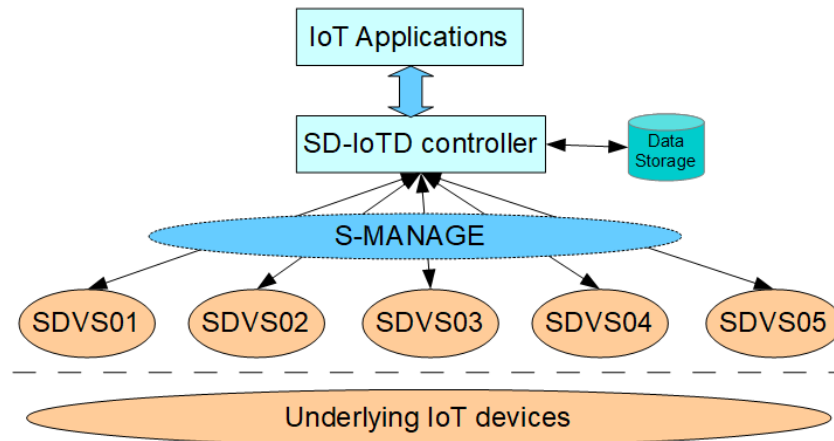 IoT Applications
SD-IoTD controller
Data
Storage
S-MANAGE
SDVS01
SDVS02
SDVS03
SDVS04
SDVS05
Underlying IoT devices